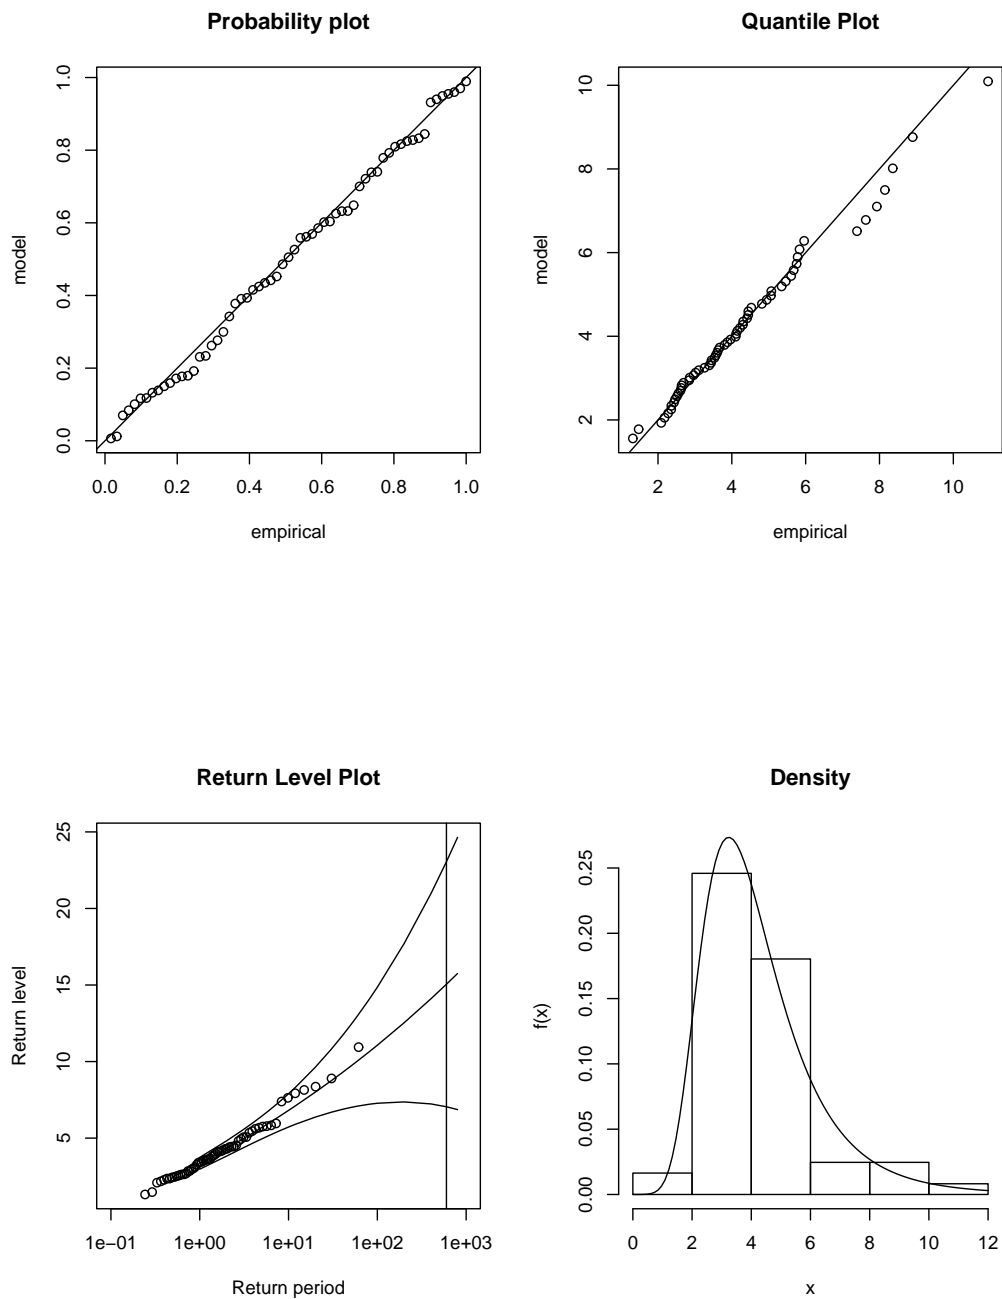 Probability plot
1.0
0.8
0.6
0.4
0.2
0.0
model
0.0 0.2 0.4 0.6 0.8 1.0
empirical
Quantile Plot
10
8
6
4
2
model
2 4 6 8 10
empirical
Return Level Plot
25
20
15
10
5
Return level
1e−01 1e+00 1e+01 1e+02 1e+03
Return period
Density
0.25
0.20
0.15
0.10
0.05
0.00
f(x)
0 2 4 6 8 10 12
x